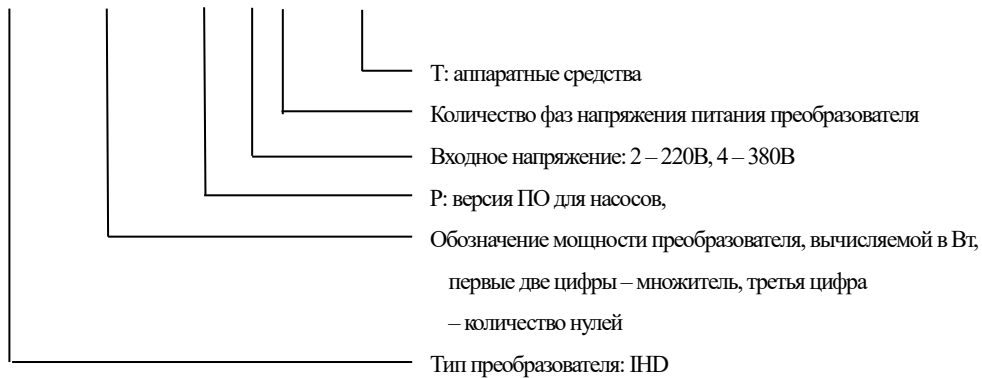 Т: аппаратные средства
Количество фаз напряжения питания преобразователя
Входное напряжение: 2 – 220В, 4 – 380В
Р: версия ПО для насосов,
Обозначение мощности преобразователя, вычисляемой в Вт,
первые две цифры – множитель, третья цифра
– количество нулей
Тип преобразователя: IHD